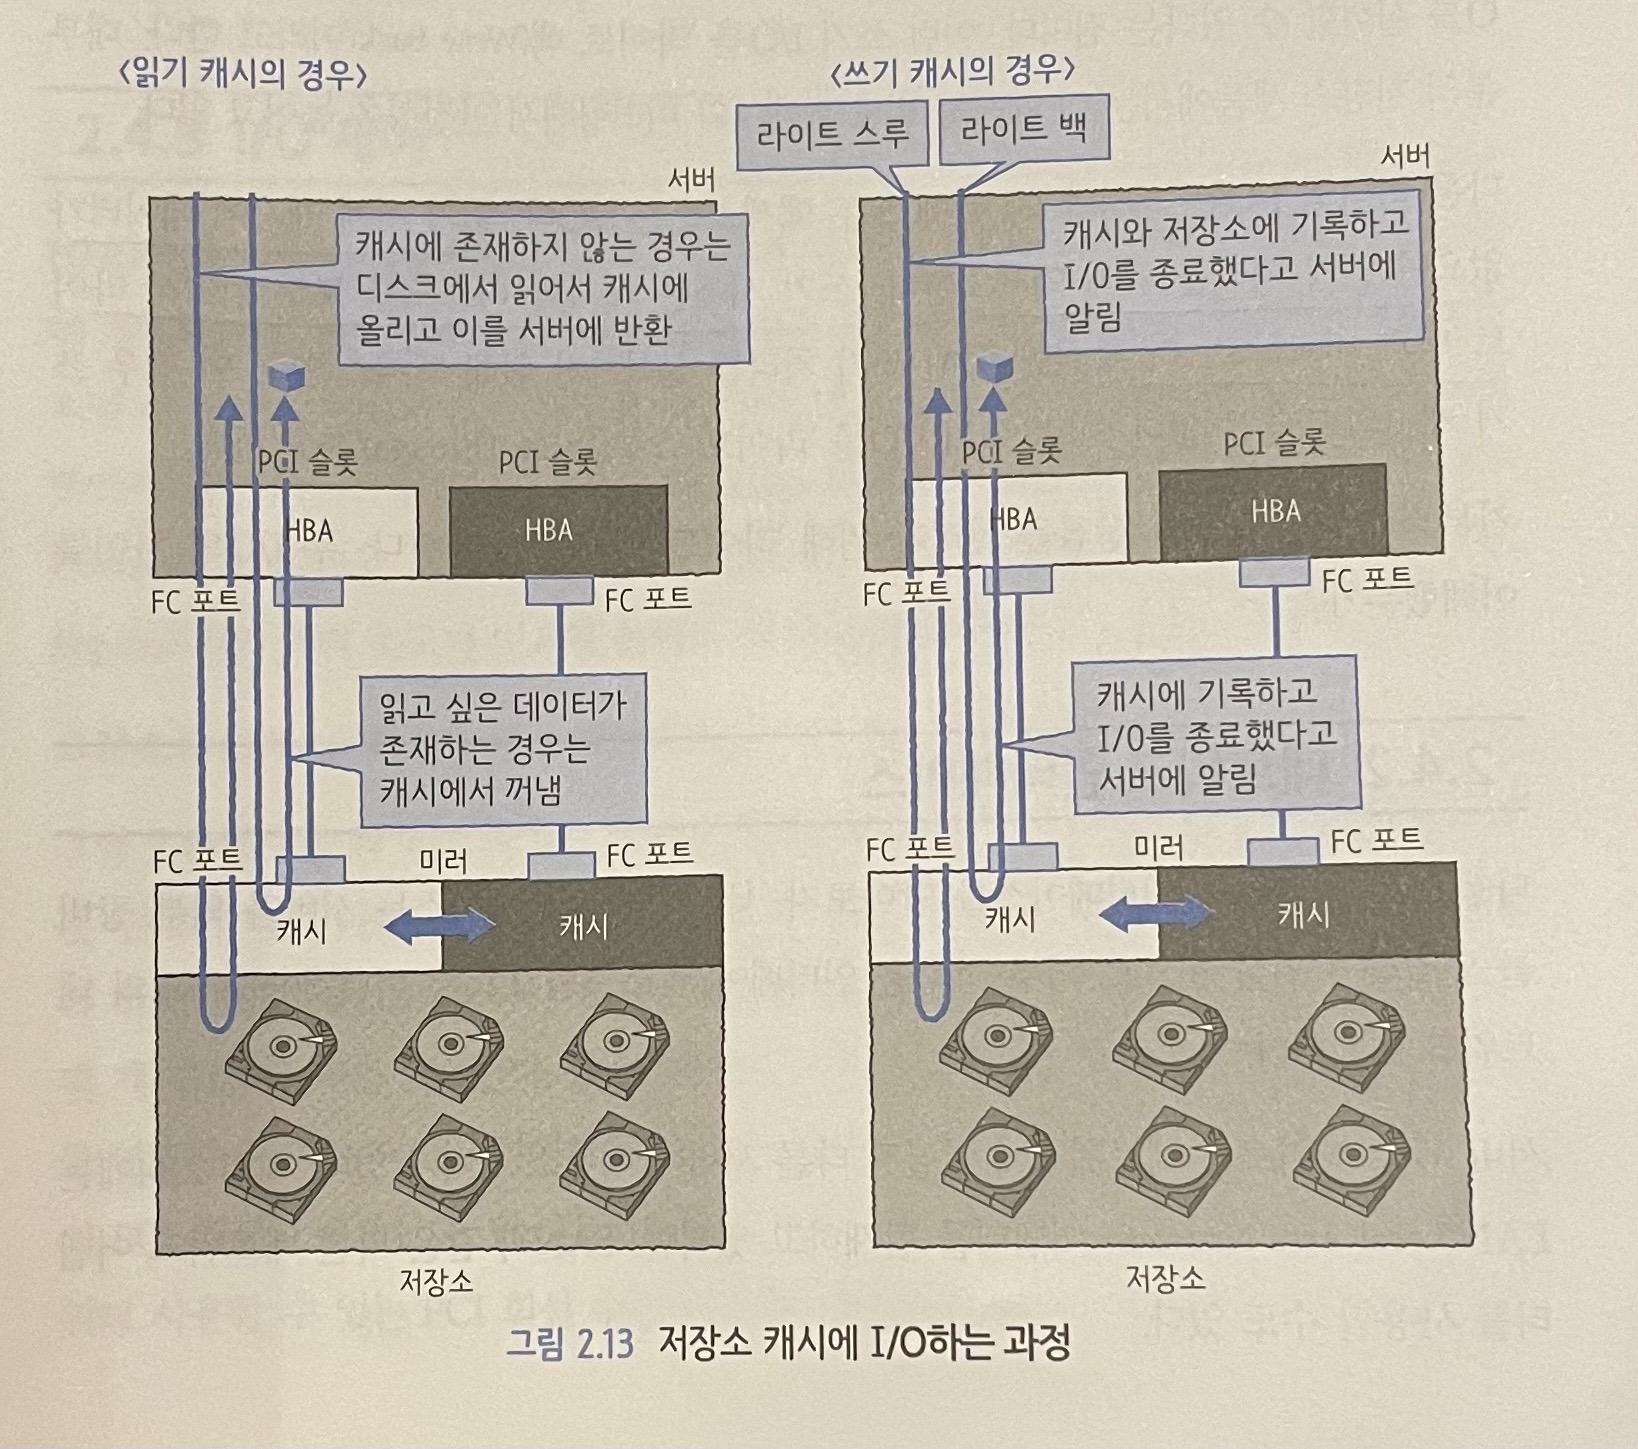 <읽기 캐시의 경우>
서버
캐시에 존재하지 않는 경우는
디스크에서 읽어서 캐시에
올리고 이를 서버에 반환
PCI 슬롯
PCI 슬롯
HBA
HBA
FC 포트
FC 포트
읽고 싶은 데이터가
존재하는 경우는
캐시에서 꺼냄
FC 포트
미러
FC 포트
캐시
캐시
저장소
<쓰기 캐시의 경우>
라이트 스루
라이트 백
서버
캐시와 저장소에 기록하고
I/O를 종료했다고 서버에
알림
PCI 슬롯
PCI 슬롯
HBA
HBA
FC 포트
FC 포트
캐시에 기록하고
I/O를 종료했다고
서버에 알림
FC 포트
미러
FC 포트
캐시
캐시
저장소
그림 2.13 저장소 캐시에 I/O하는 과정